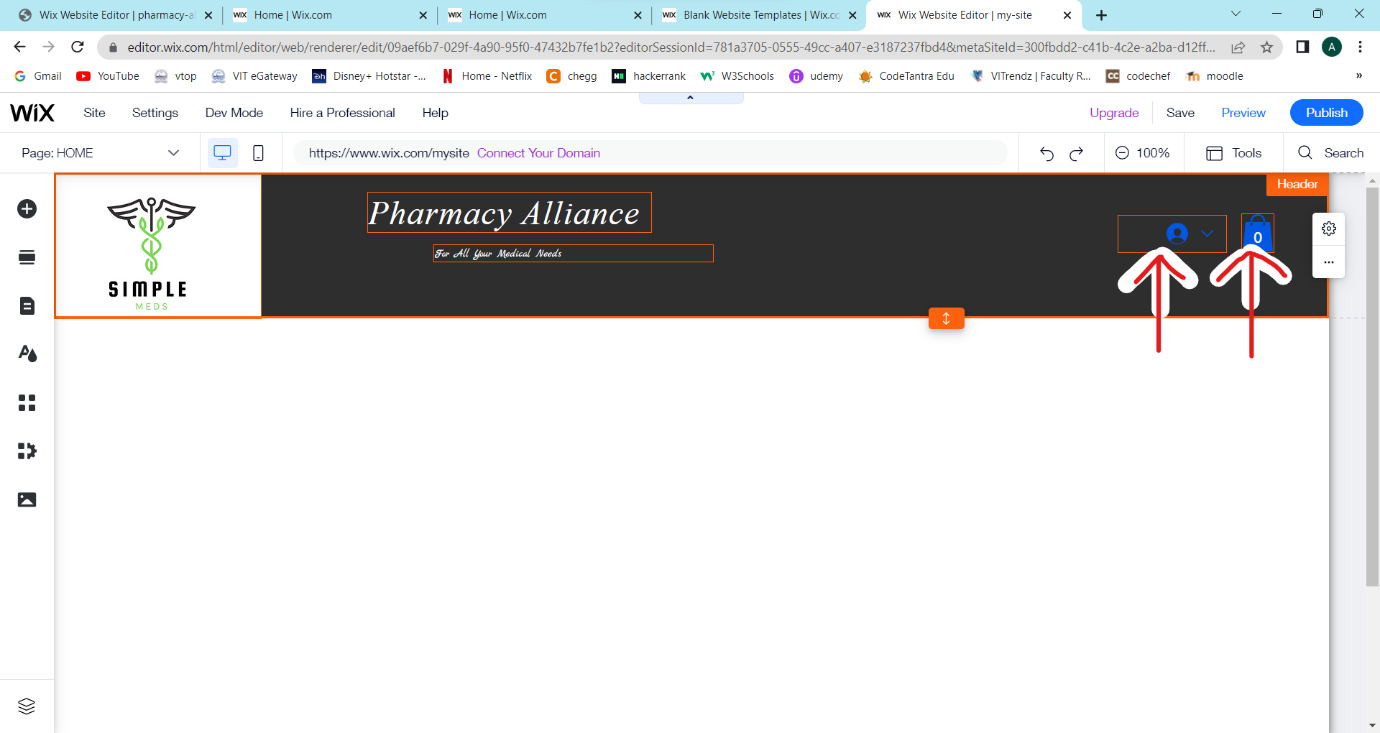 Wix Website Editor | pharmacy-a
Home | Wix.com
Home | Wix.com
Blank Website Templates | Wix.co
Wix Website Editor | my-site
editor.wix.com/html/editor/web/renderer/edit/09aef6b7-029f-4a90-95f0-47432b7fe1b2?editorSessionId=781a3705-0555-49cc-a407-e3187237fbd4&metaSiteId=300fbdd2-c41b-4c2e-a2ba-d12ff...
A
Gmail
YouTube
vtop
VIT eGateway
Disney+ Hotstar -...
Home - Netflix
chegg
hackerrank
W3Schools
udemy
CodeTantra Edu
VITrendz | Faculty R...
codechef
moodle
WiX
Site
Settings
Dev Mode
Hire a Professional
Help
Upgrade
Save
Preview
Publish
Page: HOME
https://www.wix.com/mysite Connect Your Domain
100%
Tools
Search
Header
Pharmacy Alliance
For All Your Medical Needs
0
SIMPLE
MEDS